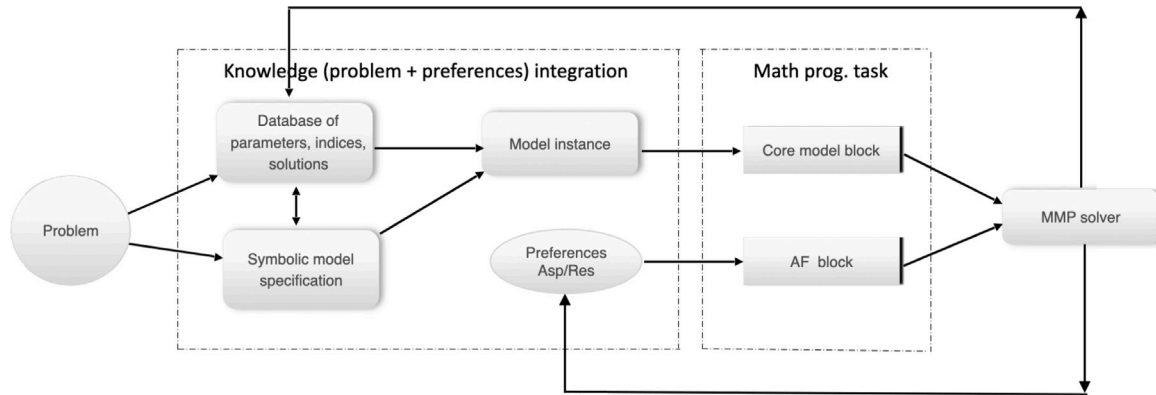 Knowledge (problem + preferences) integration
Math prog. task
Database of
parameters, indices,
solutions
Model instance
Core model block
Problem
MMP solver
Symbolic model
specification
Preferences
Asp/Res
AF block